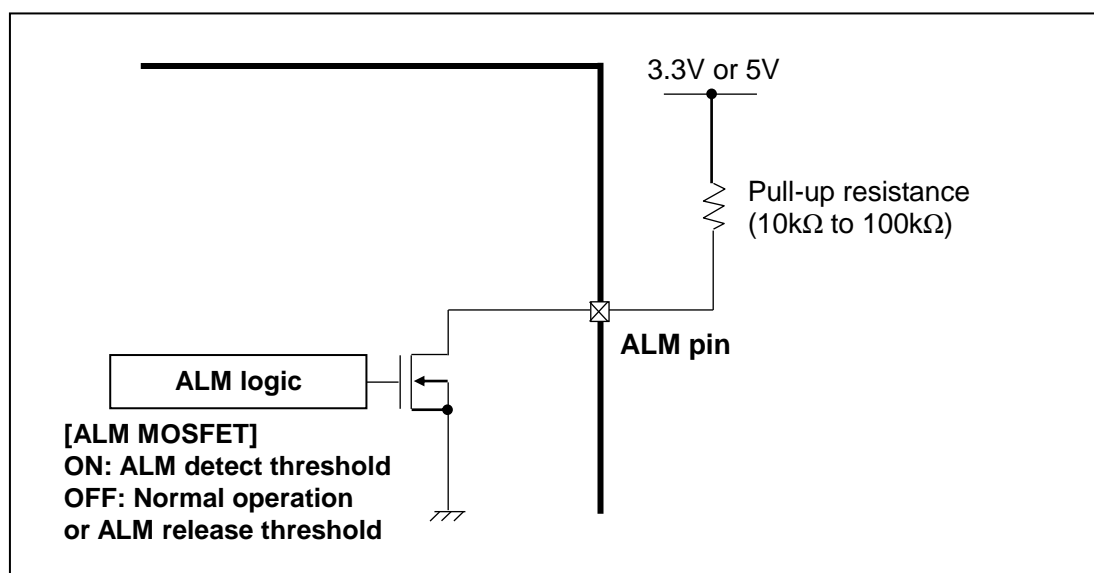 3.3V or 5V
Pull-up resistance
(10kΩ to 100kΩ)
ALM pin
ALM logic
[ALM MOSFET]
ON: ALM detect threshold
OFF: Normal operation
or ALM release threshold